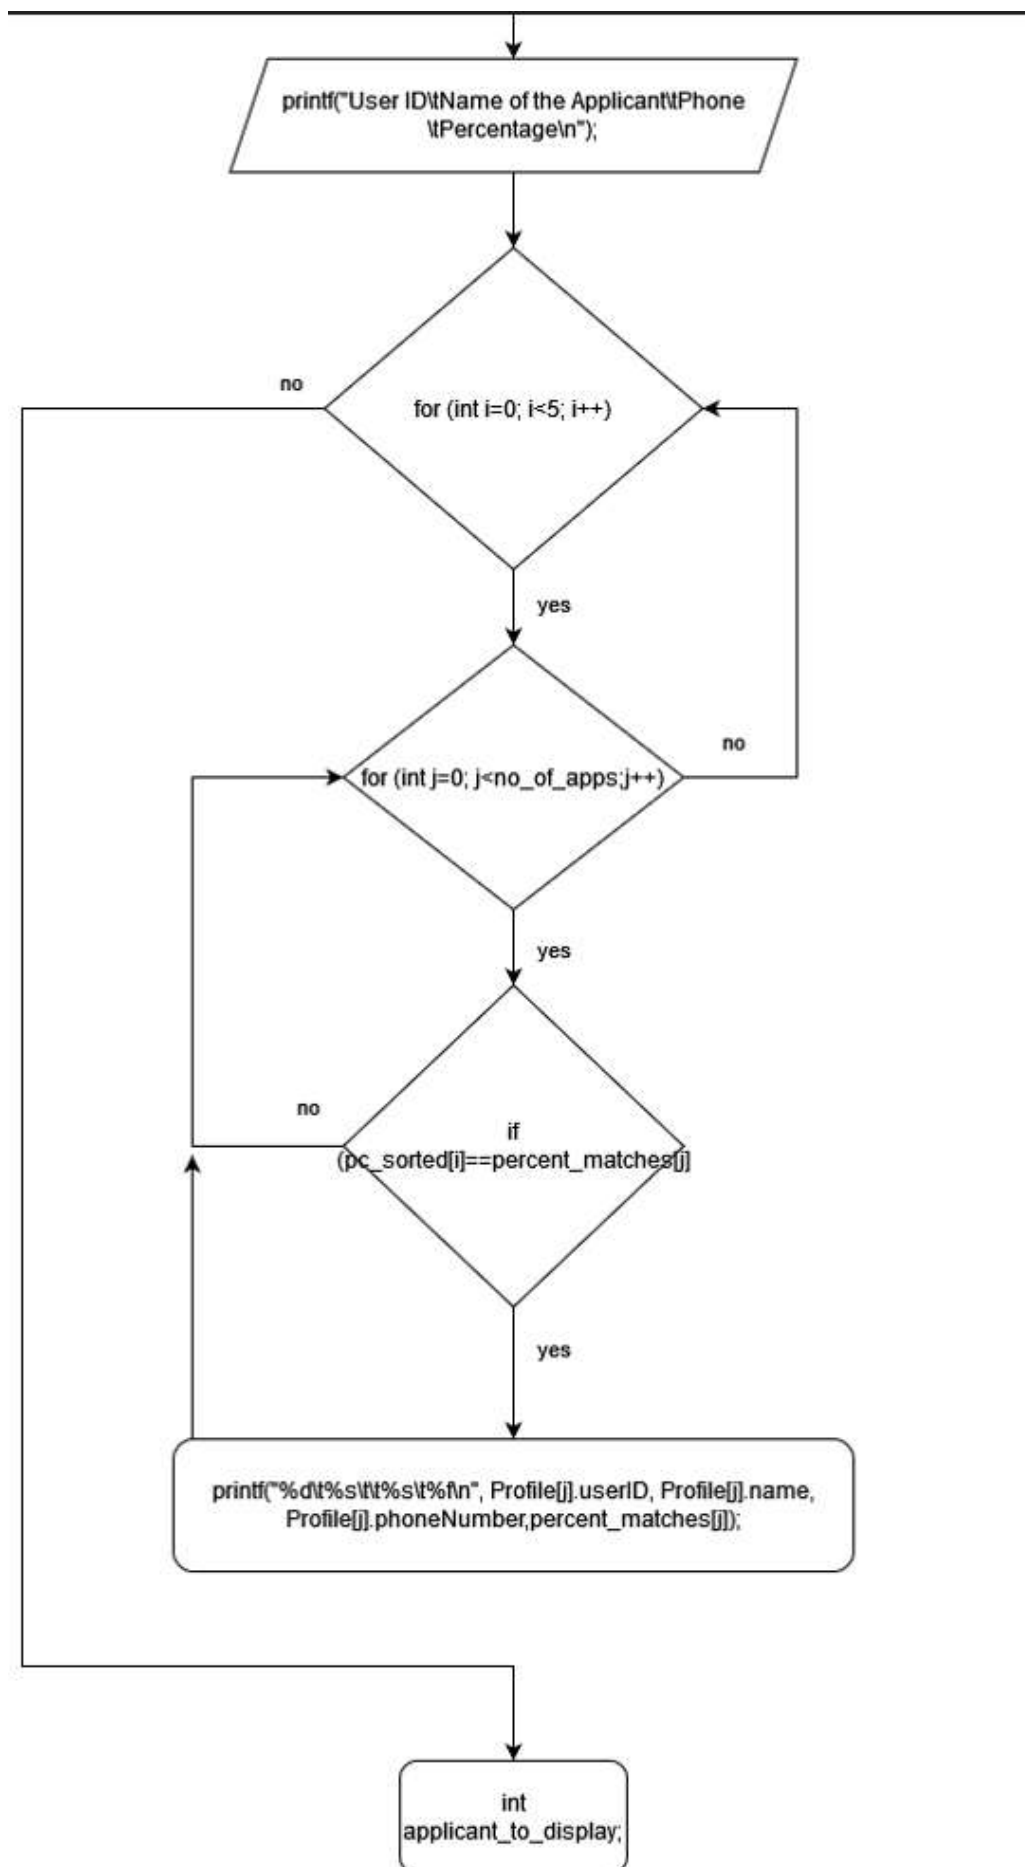 printf("User ID\tName of the Applicant\tPhone
\tPercentage\n");
no
for (int i=0; i<5; i++)
yes
no
for (int j=0; j<no_of_apps;j++)
yes
no
if
(pc_sorted[i]==percent_matches[j]
yes
printf("%d\t%s\t\t%s\t%f\n", Profile[j].userID, Profile[j].name,
Profile[j].phoneNumber,percent_matches[j]);
int
applicant_to_display;